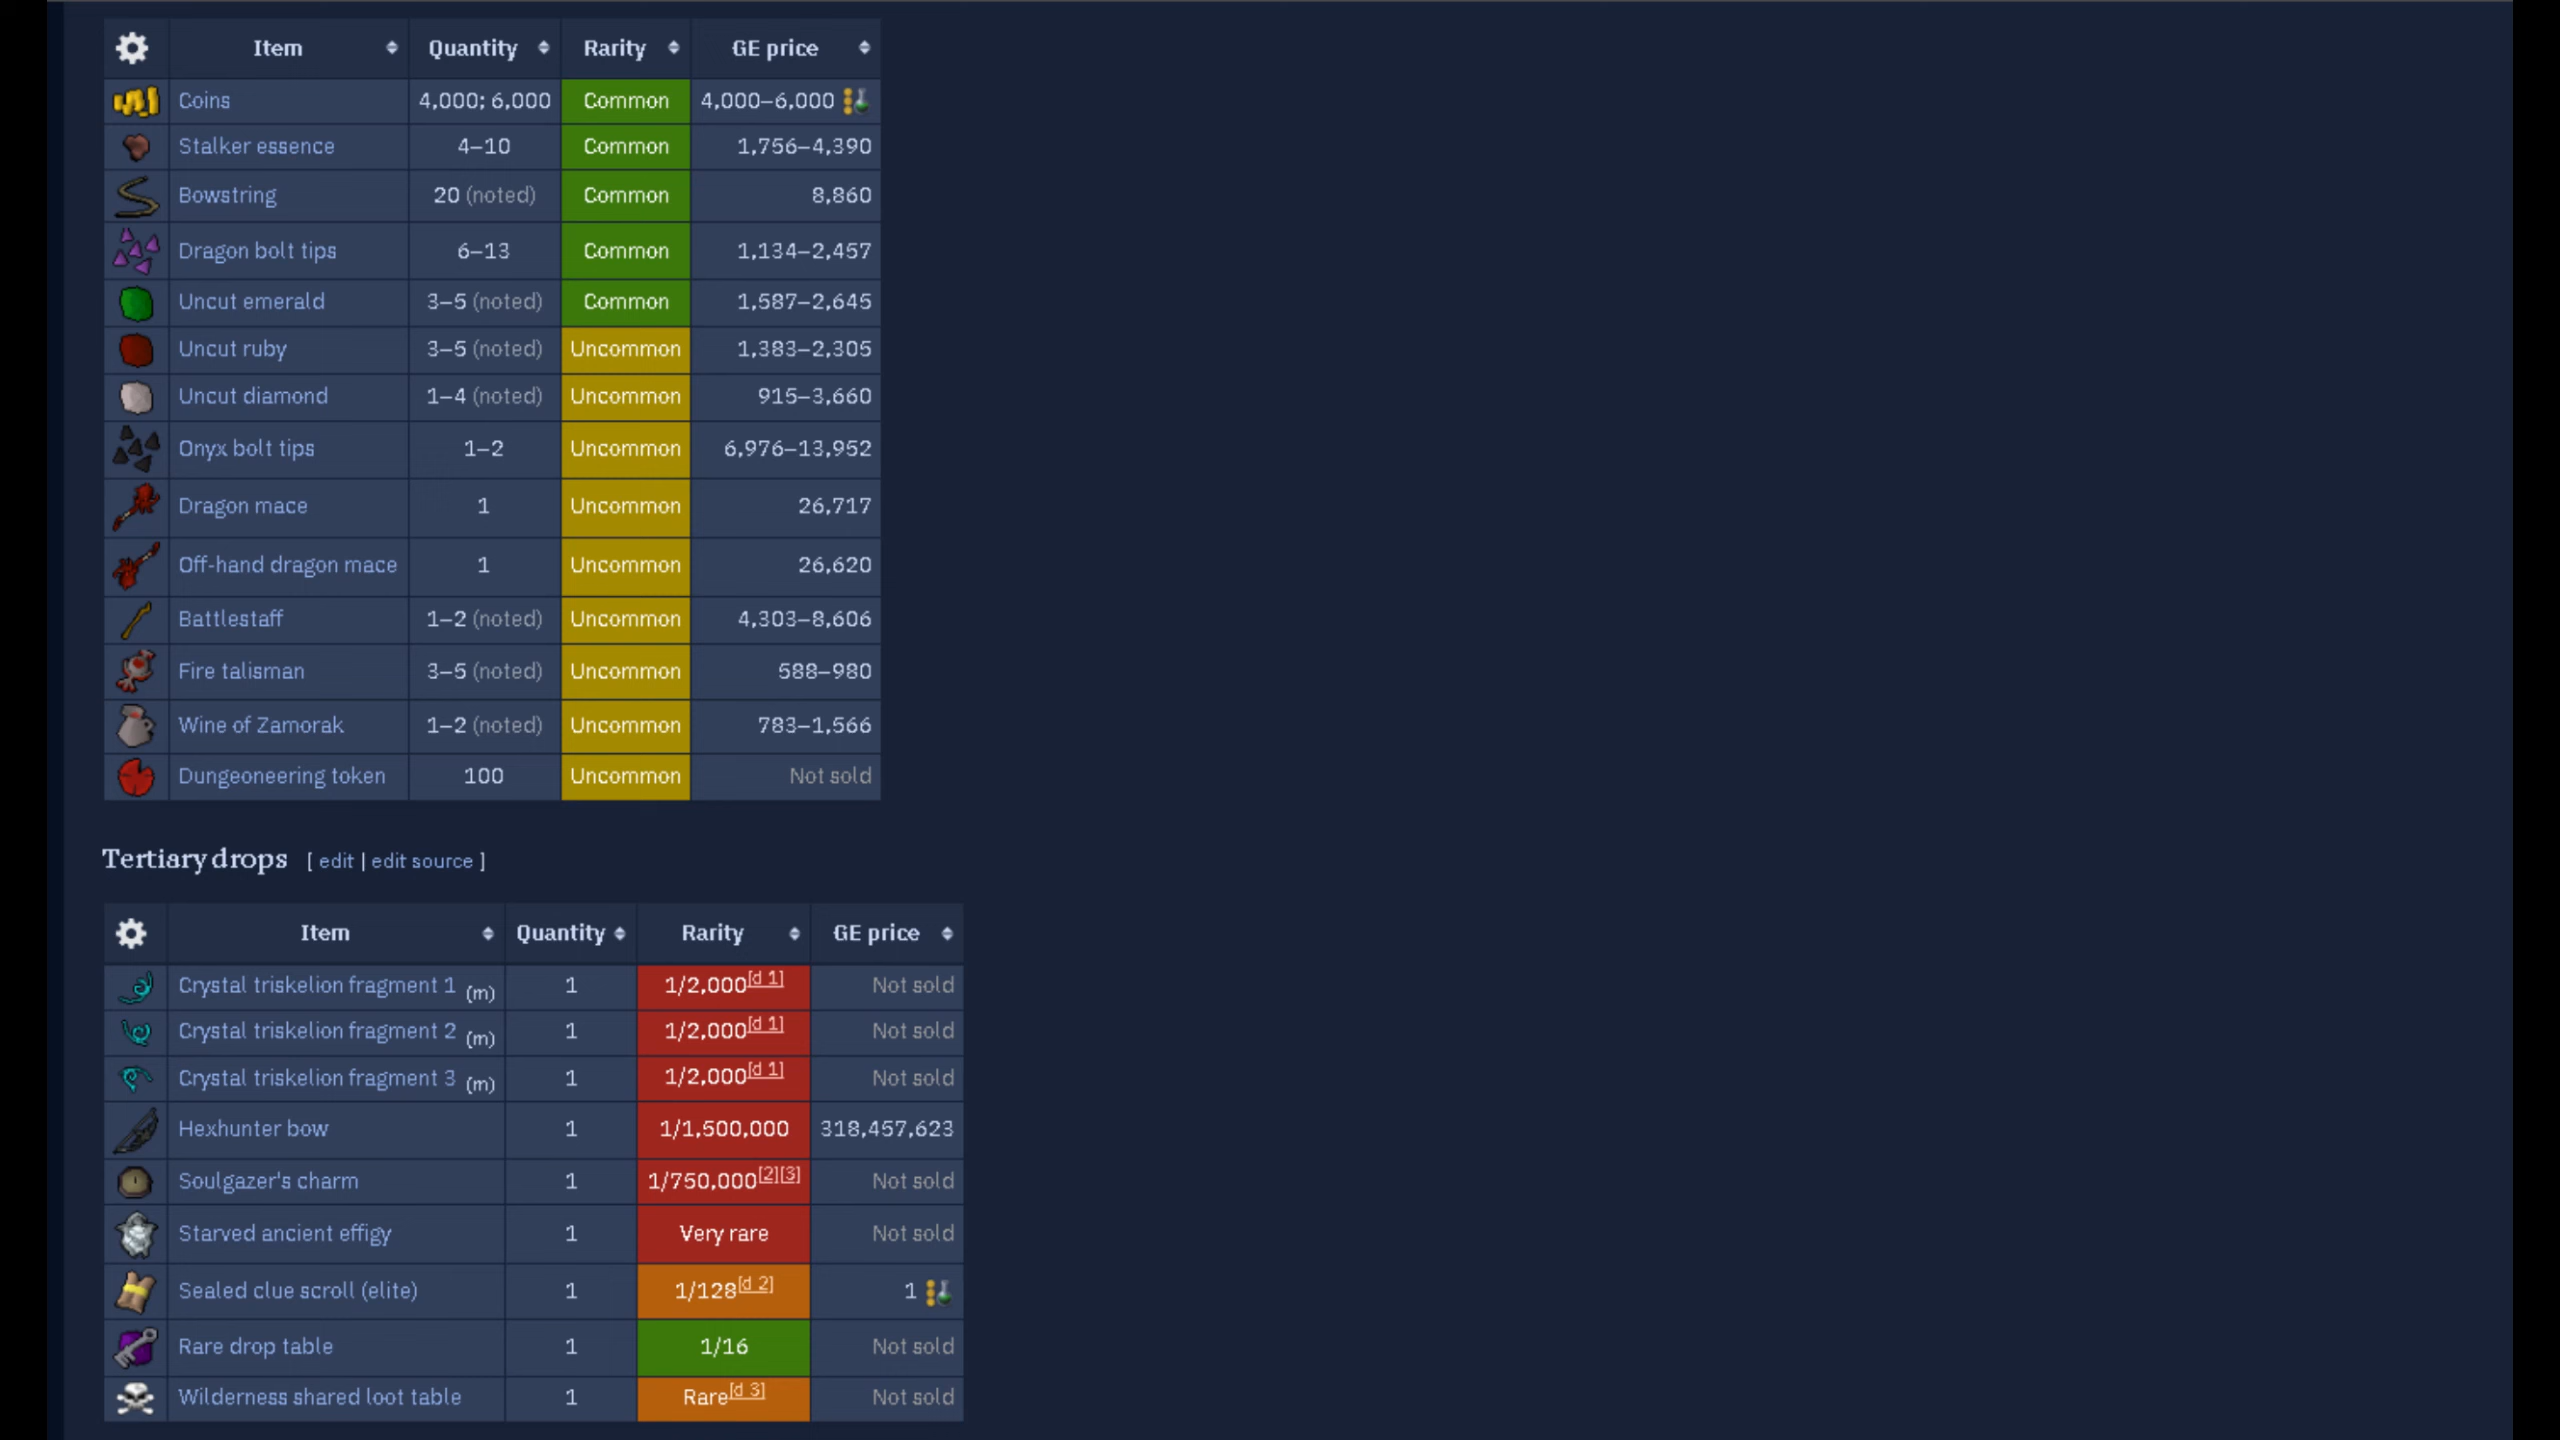 Item Quantity Rarity GE price
Coins 4,000; 6,000 Common 4,000–6,000
Stalker essence 4–10 Common 1,756–4,390
Bowstring 20 (noted) Common 8,860
Dragon bolt tips 6–13 Common 1,134–2,457
Uncut emerald 3–5 (noted) Common 1,587–2,645
Uncut ruby 3–5 (noted) Uncommon 1,383–2,305
Uncut diamond 1–4 (noted) Uncommon 915–3,660
Onyx bolt tips 1–2 Uncommon 6,976–13,952
Dragon mace 1 Uncommon 26,717
Off-hand dragon mace 1 Uncommon 26,620
Battlestaff 1–2 (noted) Uncommon 4,303–8,606
Fire talisman 3–5 (noted) Uncommon 588–980
Wine of Zamorak 1–2 (noted) Uncommon 783–1,566
Dungeoneering token 100 Uncommon Not sold
Tertiary drops [ edit | edit source ]
Item Quantity Rarity GE price
Crystal triskelion fragment 1 (m) 1 1/2,000[d 1] Not sold
Crystal triskelion fragment 2 (m) 1 1/2,000[d 1] Not sold
Crystal triskelion fragment 3 (m) 1 1/2,000[d 1] Not sold
Hexhunter bow 1 1/1,500,000 318,457,623
Soulgazer's charm 1 1/750,000[2][3] Not sold
Starved ancient effigy 1 Very rare Not sold
Sealed clue scroll (elite) 1 1/128[d 2] 1
Rare drop table 1 1/16 Not sold
Wilderness shared loot table 1 Rare[d 3] Not sold